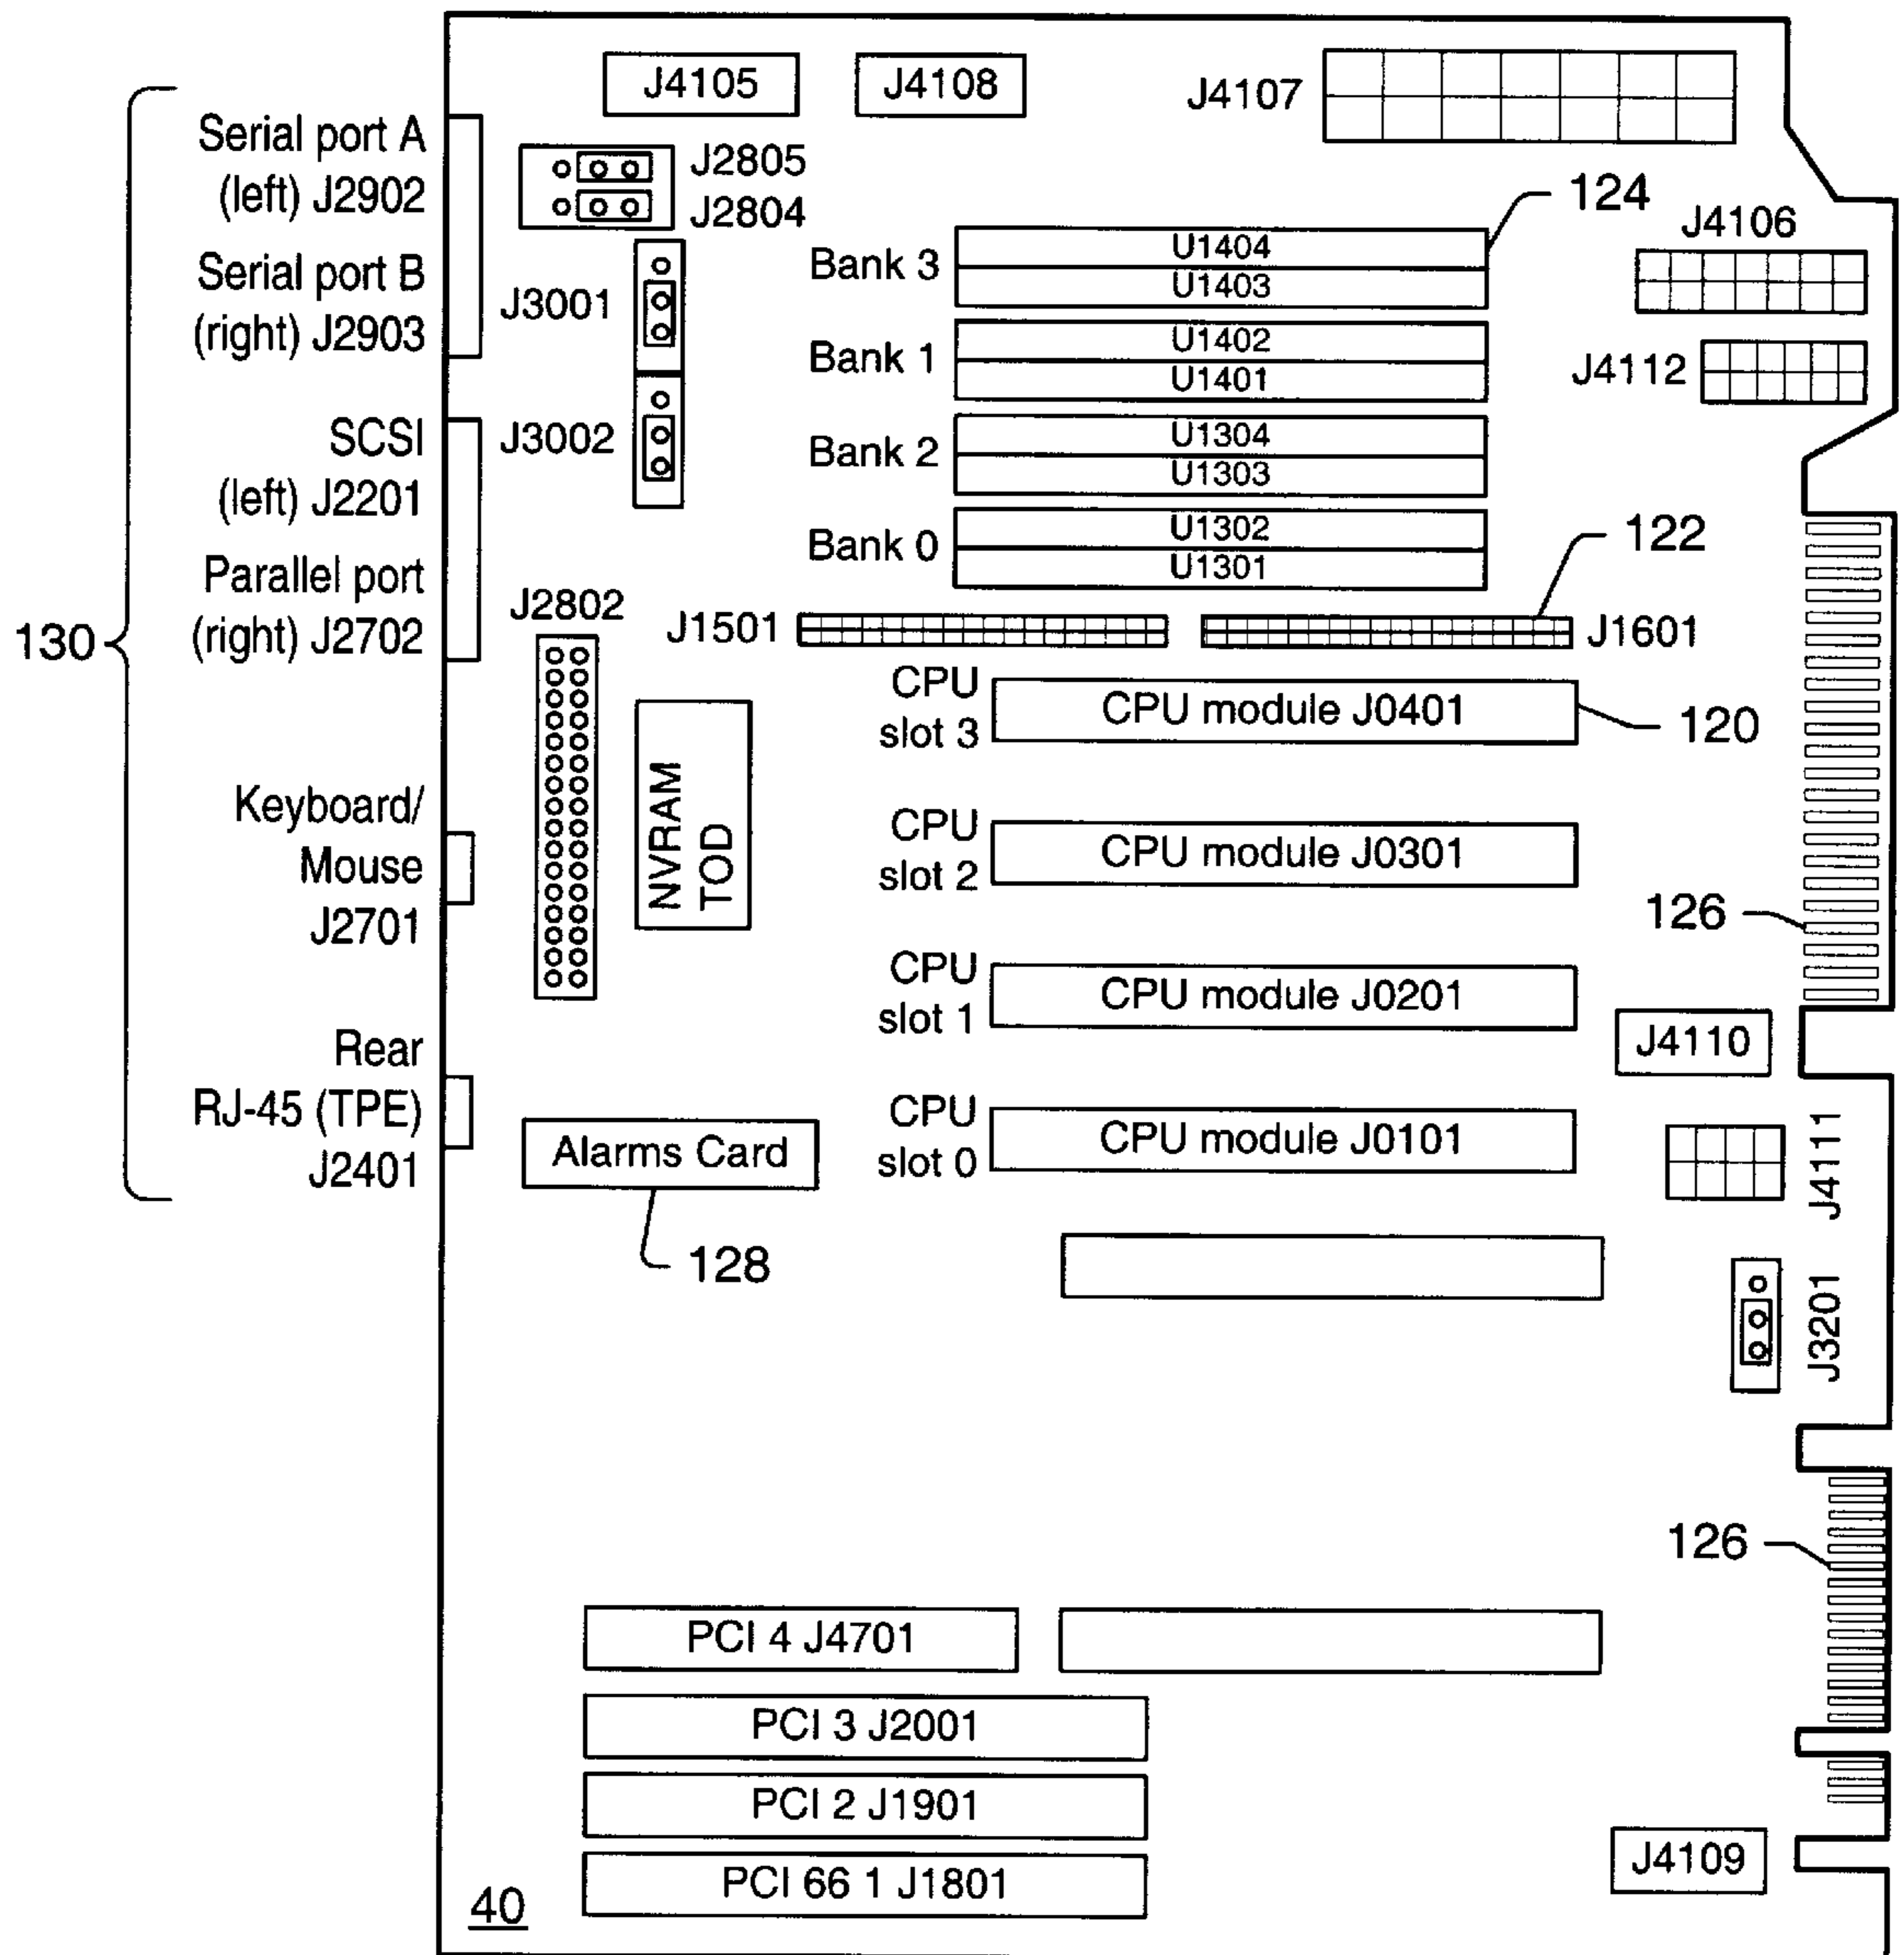 J4105
J4108
J4107
Serial port A
(left) J2902
J2805
J2804
124
J4106
Serial port B
(right) J2903
J3001
Bank 3
U1404
U1403
Bank 1
U1402
U1401
J4112
SCSI
(left) J2201
J3002
Bank 2
U1304
U1303
Bank 0
U1302
U1301
122
Parallel port
(right) J2702
130
J2802
J1501
J1601
CPU
slot 3
CPU module J0401
120
NVRAM
TOD
Keyboard/
Mouse
J2701
CPU
slot 2
CPU module J0301
126
CPU
slot 1
CPU module J0201
J4110
Rear
RJ-45 (TPE)
J2401
Alarms Card
128
CPU
slot 0
CPU module J0101
J4111
J3201
126
PCI 4 J4701
PCI 3 J2001
PCI 2 J1901
PCI 66 1 J1801
J4109
40